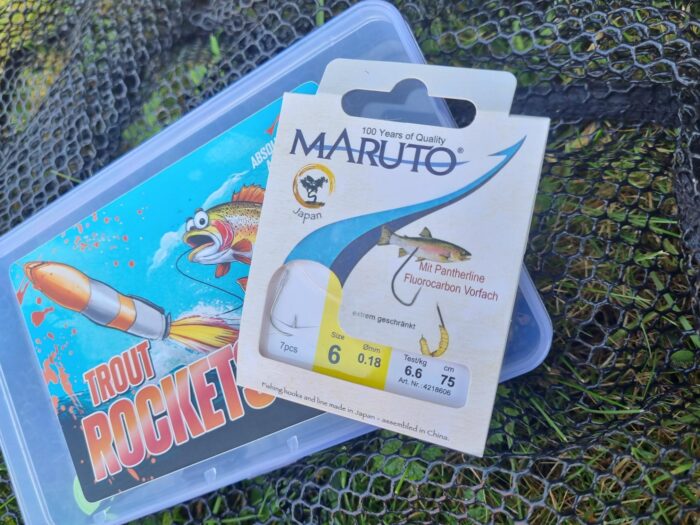 ABSOL
TROUT
ROCKETS
100 Years of Quality
MARUTO®
Japan
Mit Pantherline
Fluorocarbon Vorfach
extrem geschränkt
7pcs
Size
6
Ømm
0.18
Test/kg
6.6
cm
75
Art. Nr.: 4218606
Fishing hooks and line made in Japan - assembled in China.